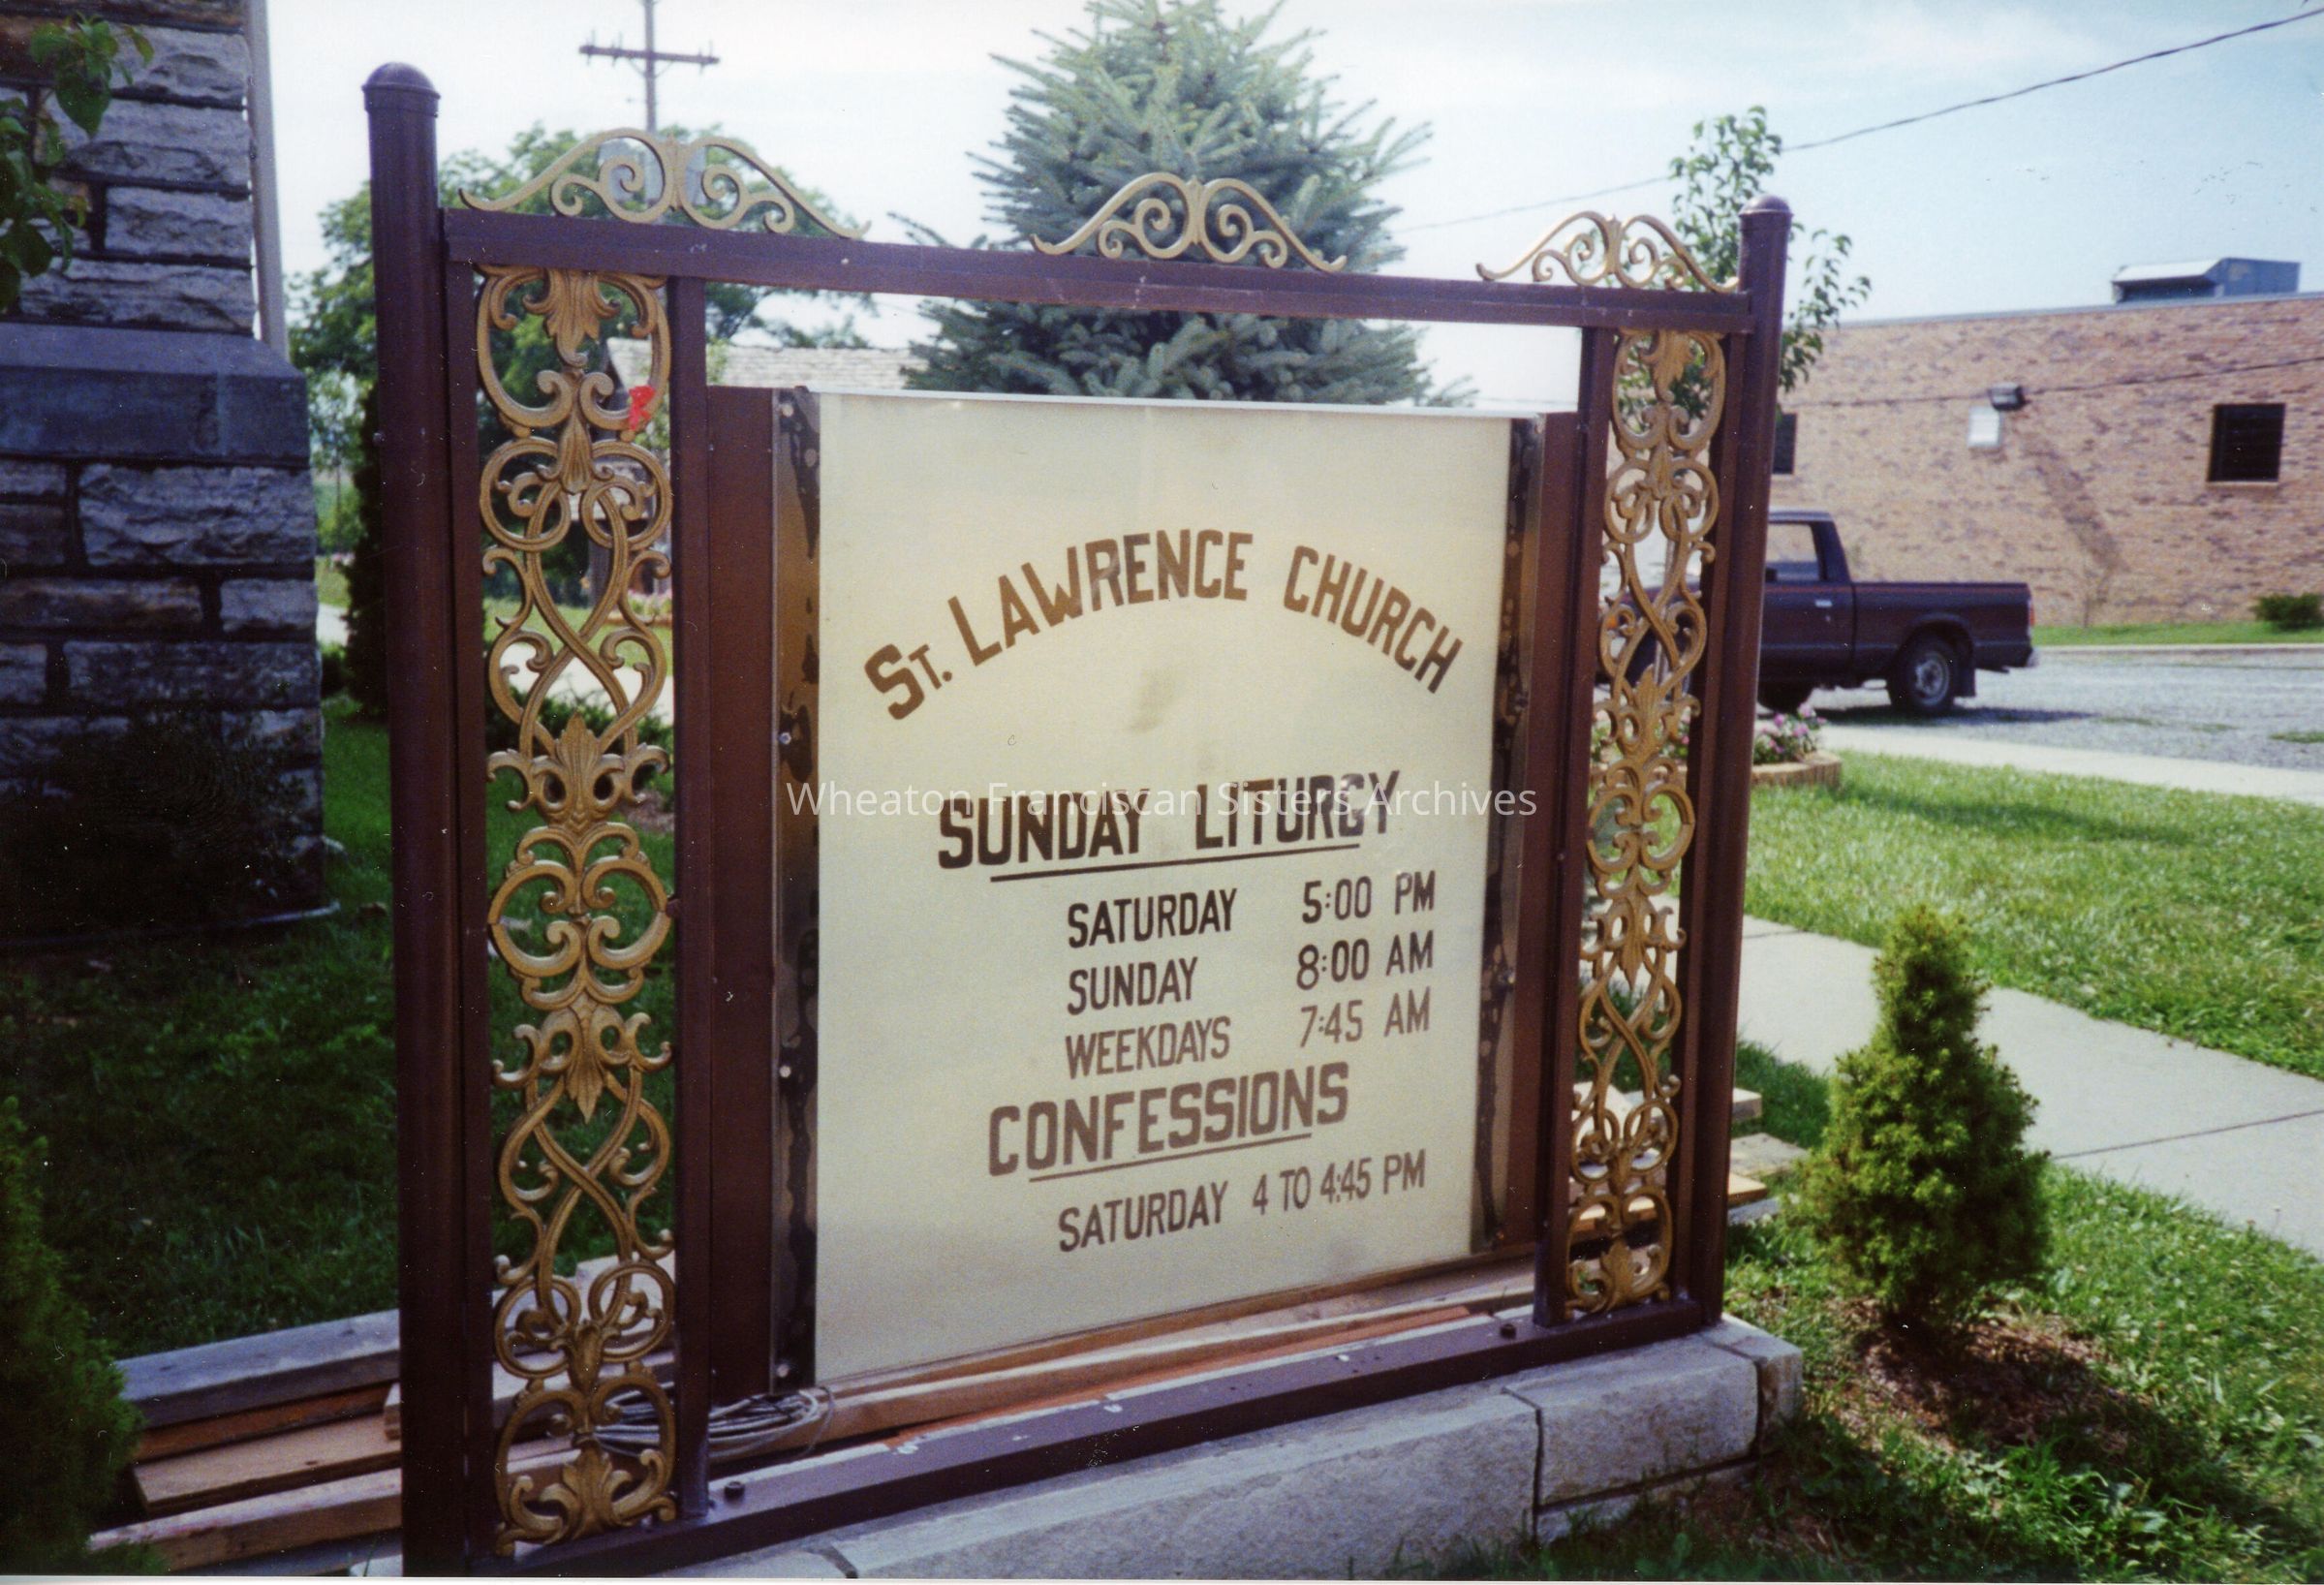 St. LAWRENCE CHURCH
Wheaton Franciscan Sisters Archives
SUNDAY LITURGY
SATURDAY 5:00 PM
SUNDAY 8:00 AM
WEEKDAYS 7:45 AM
CONFESSIONS
SATURDAY 4 TO 4:45 PM